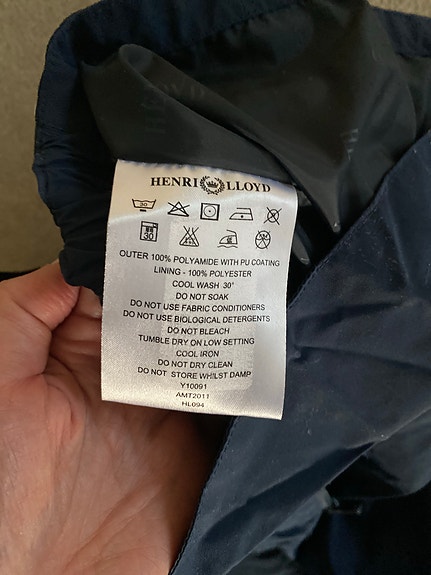 HENRI LLOYD
30
30
OUTER 100% POLYAMIDE WITH PU COATING
LINING - 100% POLYESTER
COOL WASH 30°
DO NOT SOAK
DO NOT USE FABRIC CONDITIONERS
DO NOT USE BIOLOGICAL DETERGENTS
DO NOT BLEACH
TUMBLE DRY ON LOW SETTING
COOL IRON
DO NOT DRY CLEAN
DO NOT STORE WHILST DAMP
Y10091
AMT2011
HL094